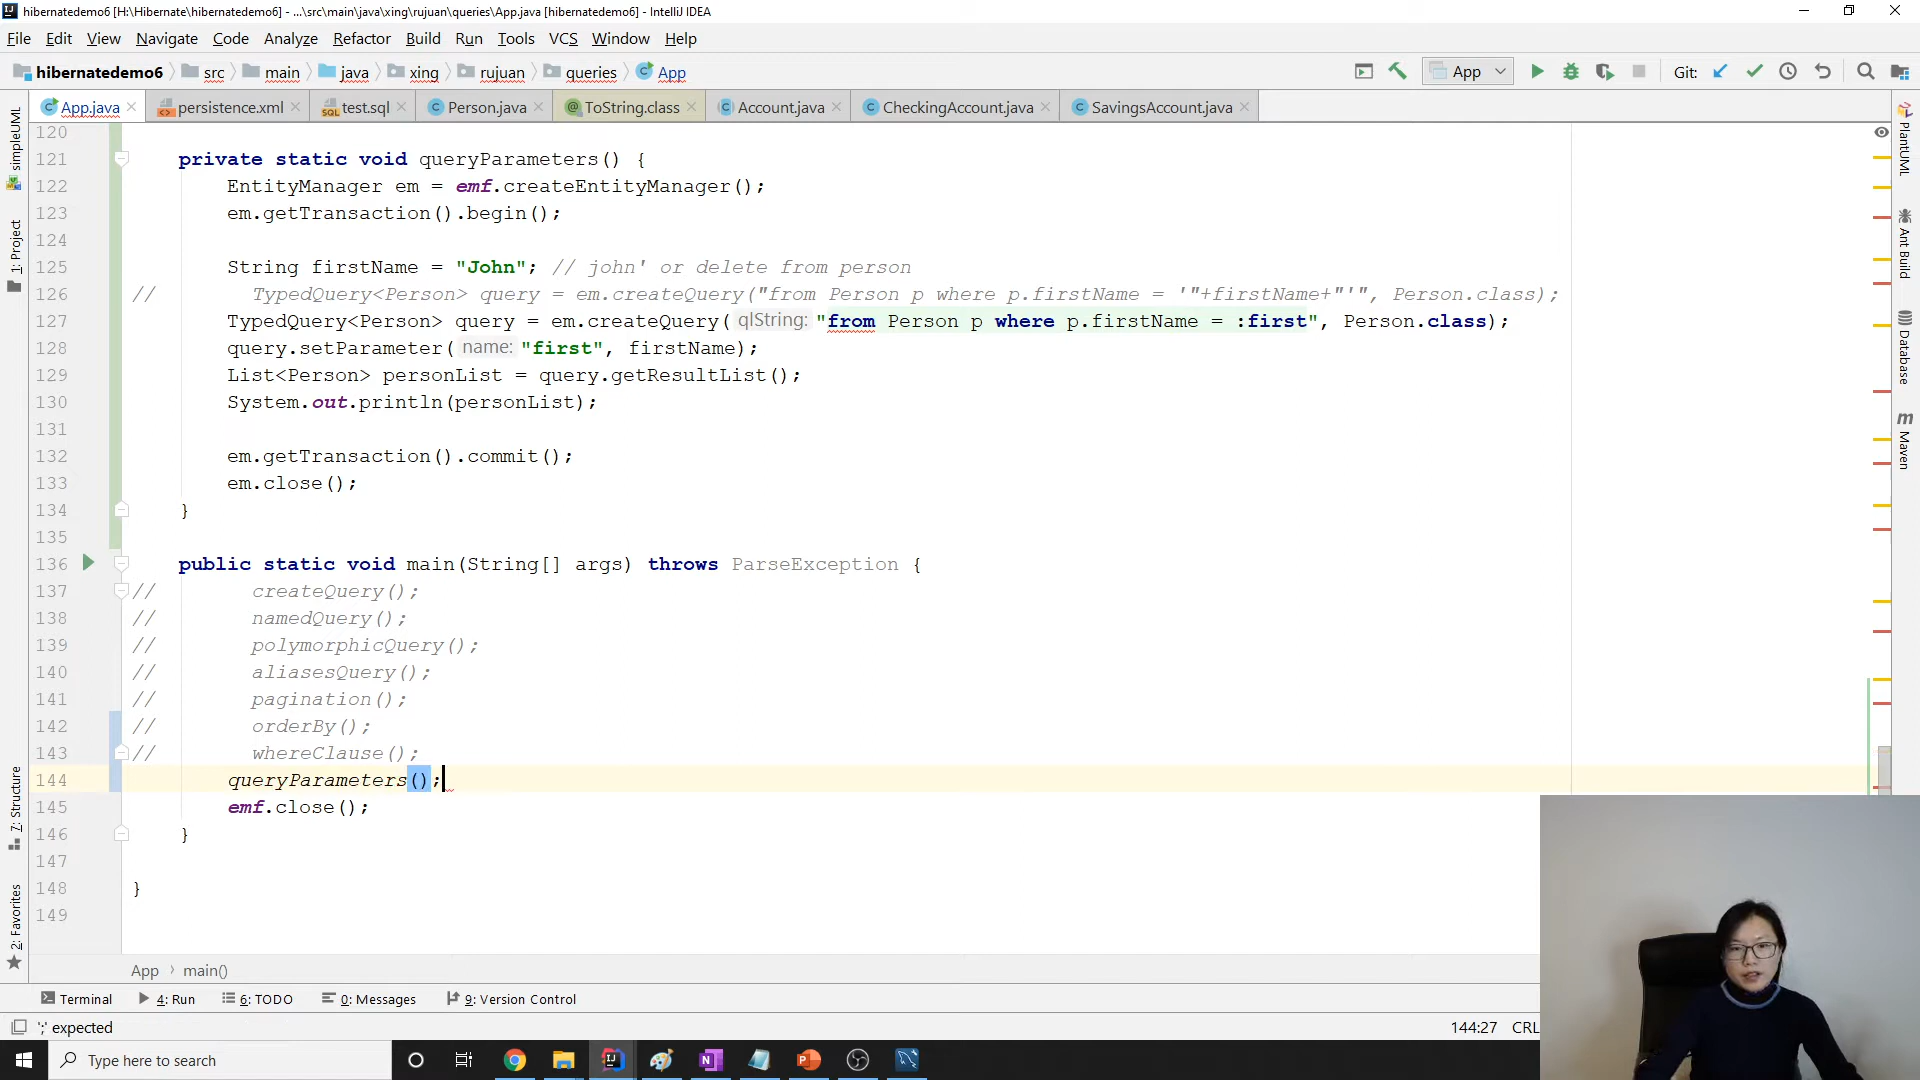 hibernatedemo6 [H:\Hibernate\hibernatedemo6] - ...\src\main\java\xing\rujuan\queries\App.java [hibernatedemo6] - IntelliJ IDEA
File Edit View Navigate Code Analyze Refactor Build Run Tools VCS Window Help
hibernatedemo6 src main java xing rujuan queries App App Git:
App.java persistence.xml test.sql Person.java ToString.class Account.java CheckingAccount.java SavingsAccount.java
120
121 private static void queryParameters() {
122 EntityManager em = emf.createEntityManager();
123 em.getTransaction().begin();
124
125 String firstName = "John"; // john' or delete from person
126 // TypedQuery<Person> query = em.createQuery("from Person p where p.firstName = '"+firstName+"'", Person.class);
127 TypedQuery<Person> query = em.createQuery( qlString: "from Person p where p.firstName = :first", Person.class);
128 query.setParameter( name: "first", firstName);
129 List<Person> personList = query.getResultList();
130 System.out.println(personList);
131
132 em.getTransaction().commit();
133 em.close();
134 }
135
136 public static void main(String[] args) throws ParseException {
137 // createQuery();
138 // namedQuery();
139 // polymorphicQuery();
140 // aliasesQuery();
141 // pagination();
142 // orderBy();
143 // whereClause();
144 queryParameters();
145 emf.close();
146 }
147
148 }
149
simpleUML
1: Project
7: Structure
2: Favorites
PlantUML
Ant Build
Database
m Maven
App › main()
Terminal 4: Run 6: TODO 0: Messages 9: Version Control
';' expected 144:27 CRL
Type here to search